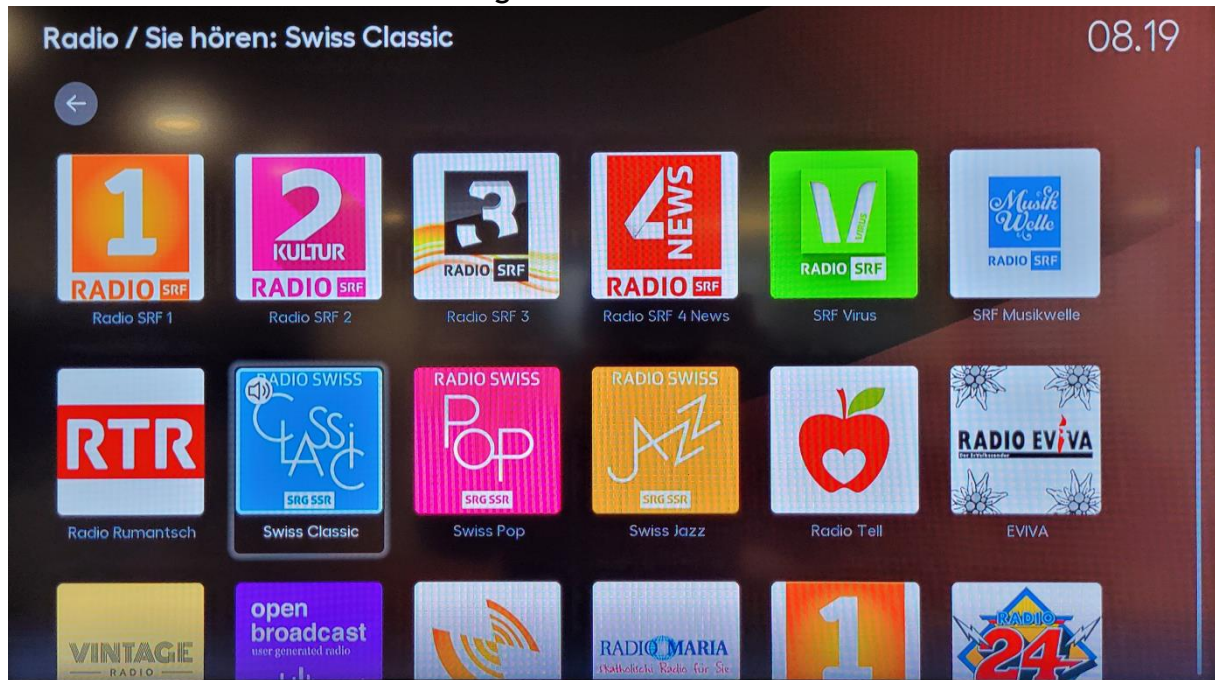 Radio / Sie hören: Swiss Classic
08.19
1
RADIO SRF
Radio SRF 1
2
KULTUR
RADIO SRF
Radio SRF 2
3
RADIO SRF
Radio SRF 3
4
NEWS
RADIO SRF
Radio SRF 4 News
V
VIRUS
RADIO SRF
SRF Virus
Musik
Welle
RADIO SRF
SRF Musikwelle
RTR
Radio Rumantsch
RADIO SWISS
CLASSIC
SRG SSR
Swiss Classic
RADIO SWISS
POP
SRG SSR
Swiss Pop
RADIO SWISS
JAZZ
SRG SSR
Swiss Jazz
Radio Tell
RADIO EVIVA
EVIVA
VINTAGE
RADIO
open
broadcast
user generated radio
RADIO MARIA
1
RADIO
24